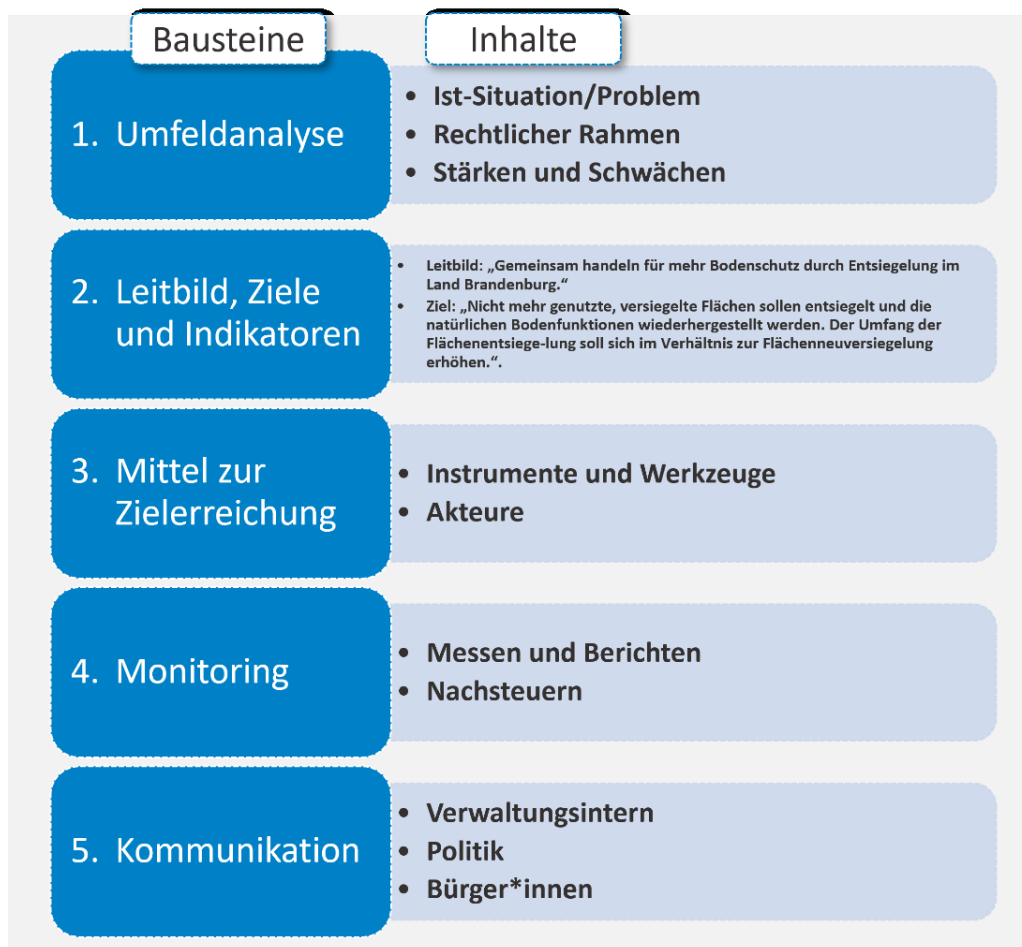 Bausteine
Inhalte
1. Umfeldanalyse
• Ist-Situation/Problem
• Rechtlicher Rahmen
• Stärken und Schwächen
2. Leitbild, Ziele
und Indikatoren
• Leitbild: „Gemeinsam handeln für mehr Bodenschutz durch Entsiegelung im
Land Brandenburg.“
• Ziel: „Nicht mehr genutzte, versiegelte Flächen sollen entsiegelt und die
natürlichen Bodenfunktionen wiederhergestellt werden. Der Umfang der
Flächenentsiege-lung soll sich im Verhältnis zur Flächenneuversiegelung
erhöhen.“.
3. Mittel zur
Zielerreichung
• Instrumente und Werkzeuge
• Akteure
4. Monitoring
• Messen und Berichten
• Nachsteuern
5. Kommunikation
• Verwaltungsintern
• Politik
• Bürger*innen